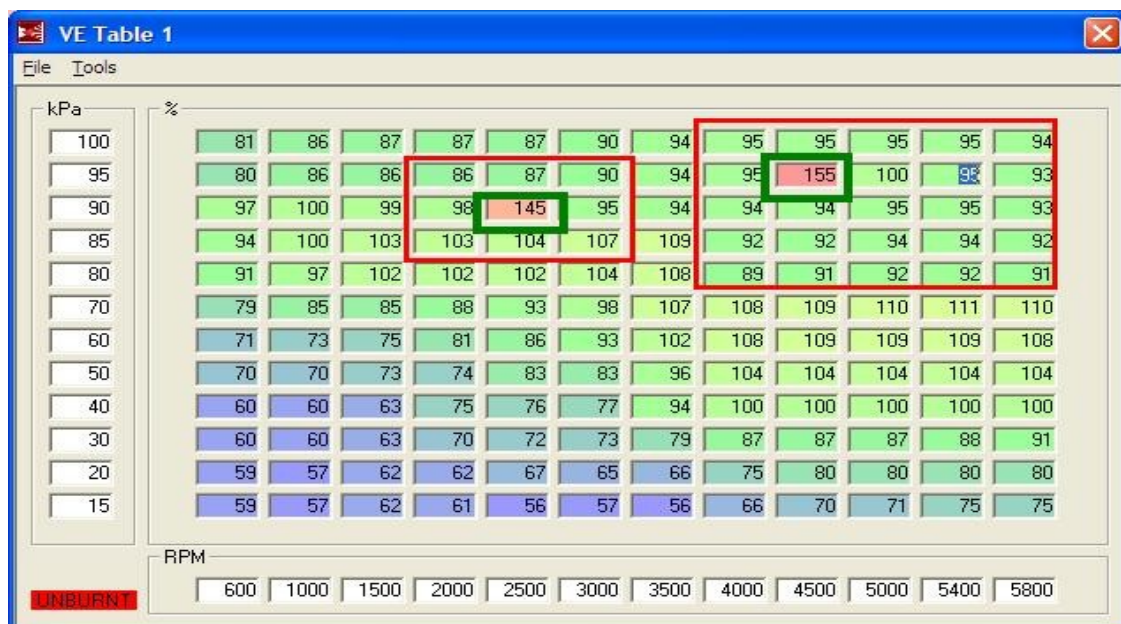 VE Table 1
File Tools
kPa %
100 81 86 87 87 87 90 94 95 95 95 95 94
95 80 86 86 86 87 90 94 95 155 100 95 93
90 97 100 99 98 145 95 94 94 94 95 95 93
85 94 100 103 103 104 107 109 92 92 94 94 92
80 91 97 102 102 102 104 108 89 91 92 92 91
70 79 85 85 88 93 98 107 108 109 110 111 110
60 71 73 75 81 86 93 102 108 109 109 109 108
50 70 70 73 74 83 83 96 104 104 104 104 104
40 60 60 63 75 76 77 94 100 100 100 100 100
30 60 60 63 70 72 73 79 87 87 87 88 91
20 59 57 62 62 67 65 66 75 80 80 80 80
15 59 57 62 61 56 57 56 66 70 71 75 75
RPM
UNBURNT 600 1000 1500 2000 2500 3000 3500 4000 4500 5000 5400 5800